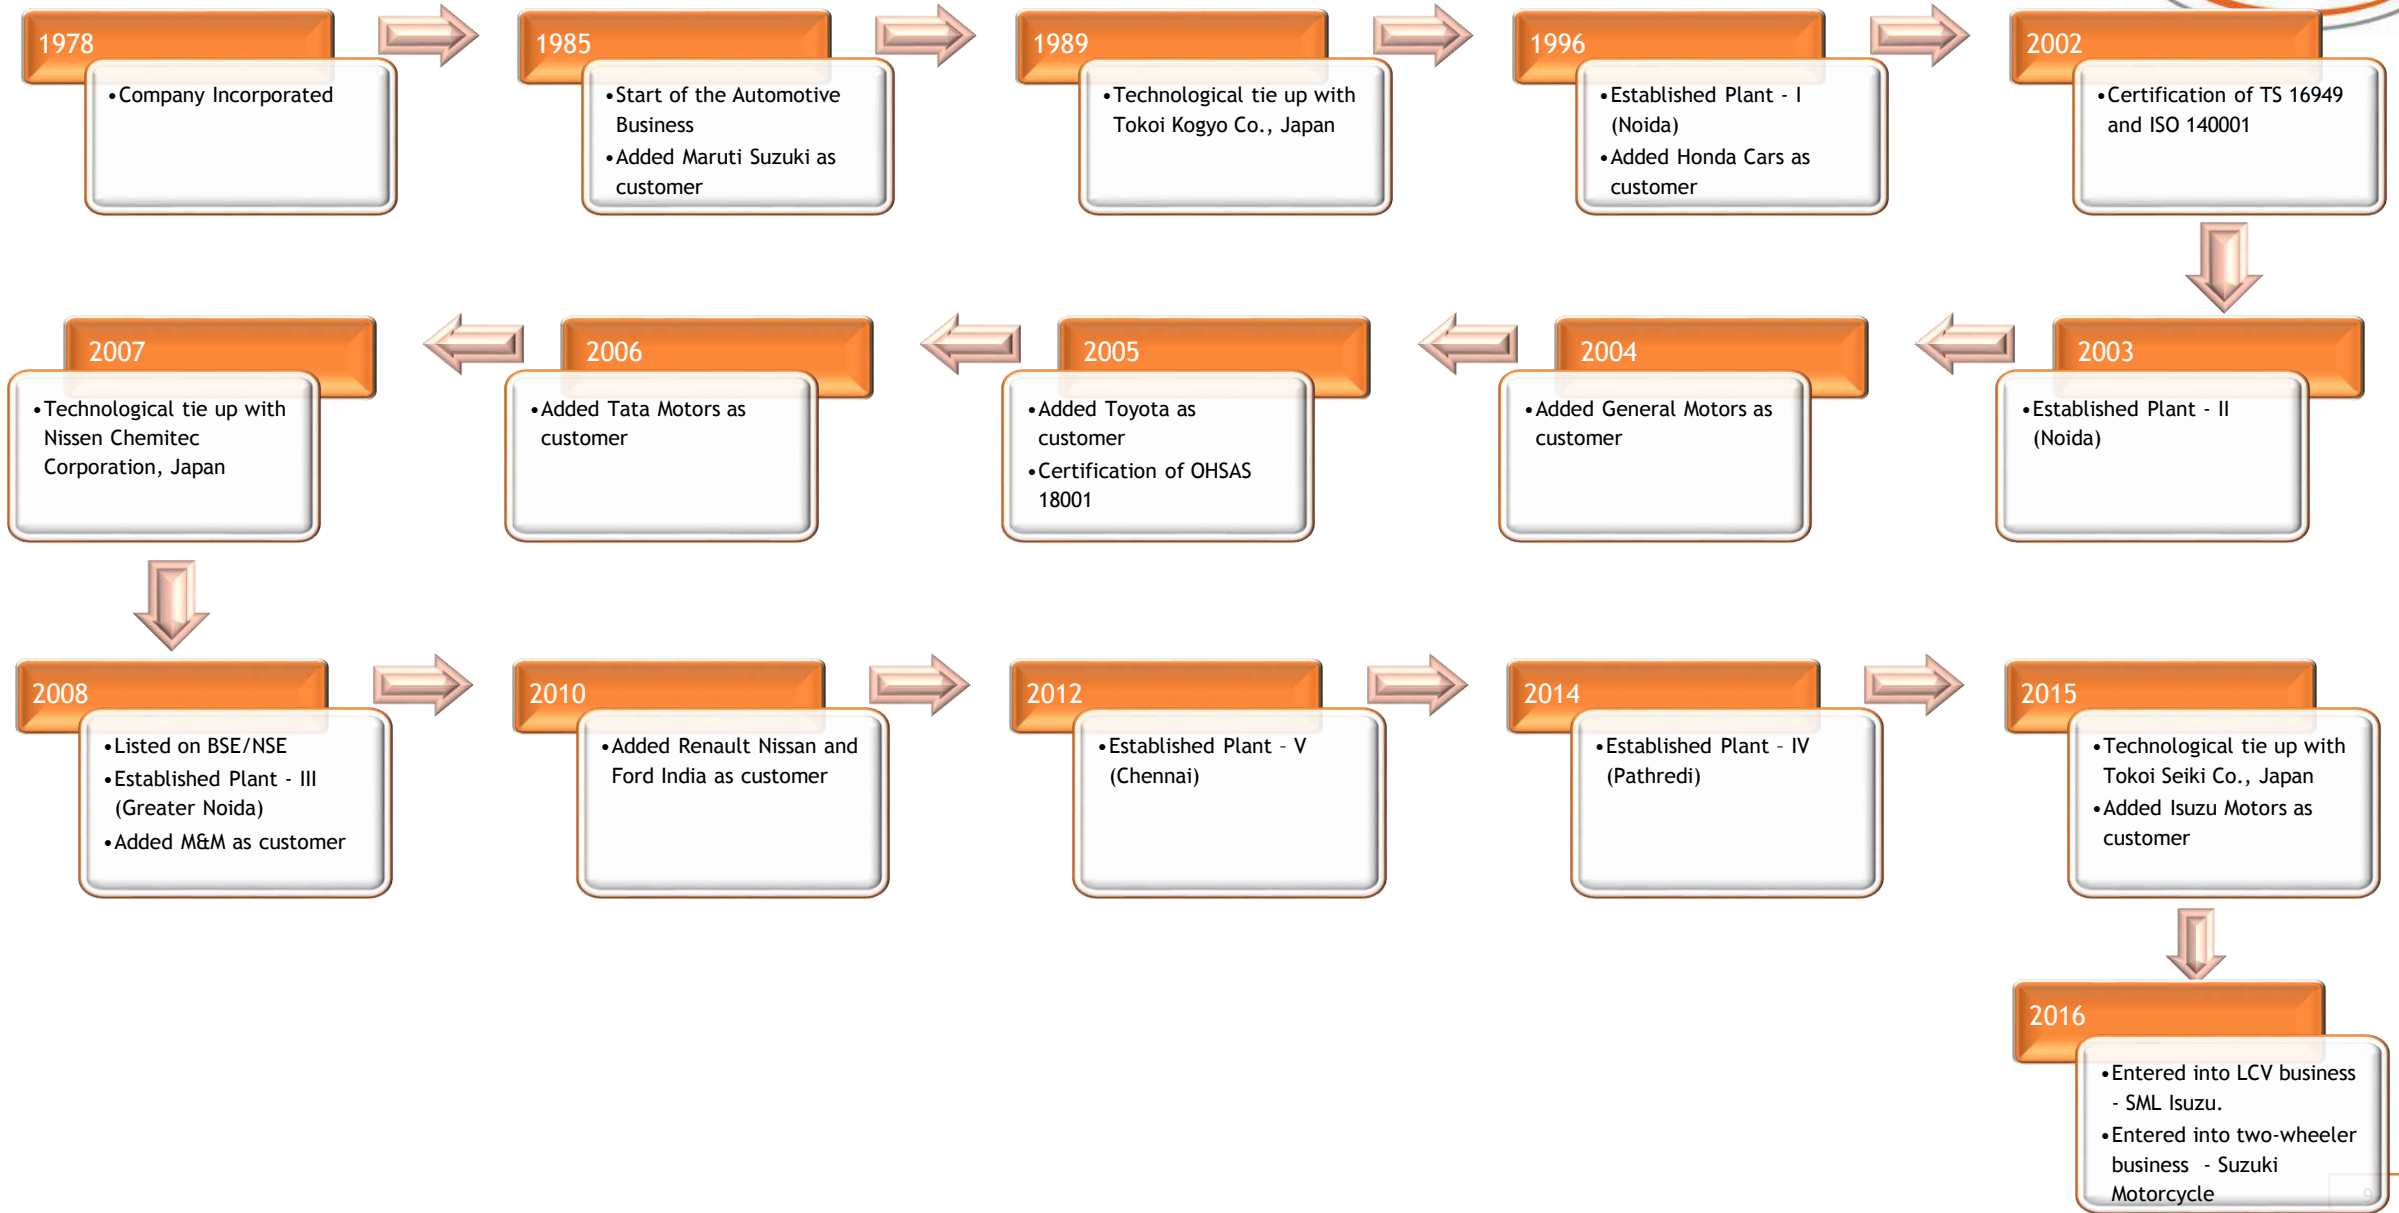 1978
•Company Incorporated
1985
•Start of the Automotive
Business
•Added Maruti Suzuki as
customer
1989
•Technological tie up with
Tokoi Kogyo Co., Japan
1996
•Established Plant - I
(Noida)
•Added Honda Cars as
customer
2002
•Certification of TS 16949
and ISO 140001
2003
•Established Plant - II
(Noida)
2004
•Added General Motors as
customer
2005
•Added Toyota as
customer
•Certification of OHSAS
18001
2006
•Added Tata Motors as
customer
2007
•Technological tie up with
Nissen Chemitec
Corporation, Japan
2008
•Listed on BSE/NSE
•Established Plant - III
(Greater Noida)
•Added M&M as customer
2010
•Added Renault Nissan and
Ford India as customer
2012
•Established Plant – V
(Chennai)
2014
•Established Plant – IV
(Pathredi)
2015
•Technological tie up with
Tokoi Seiki Co., Japan
•Added Isuzu Motors as
customer
2016
•Entered into LCV business
- SML Isuzu.
•Entered into two-wheeler
business - Suzuki
Motorcycle
9